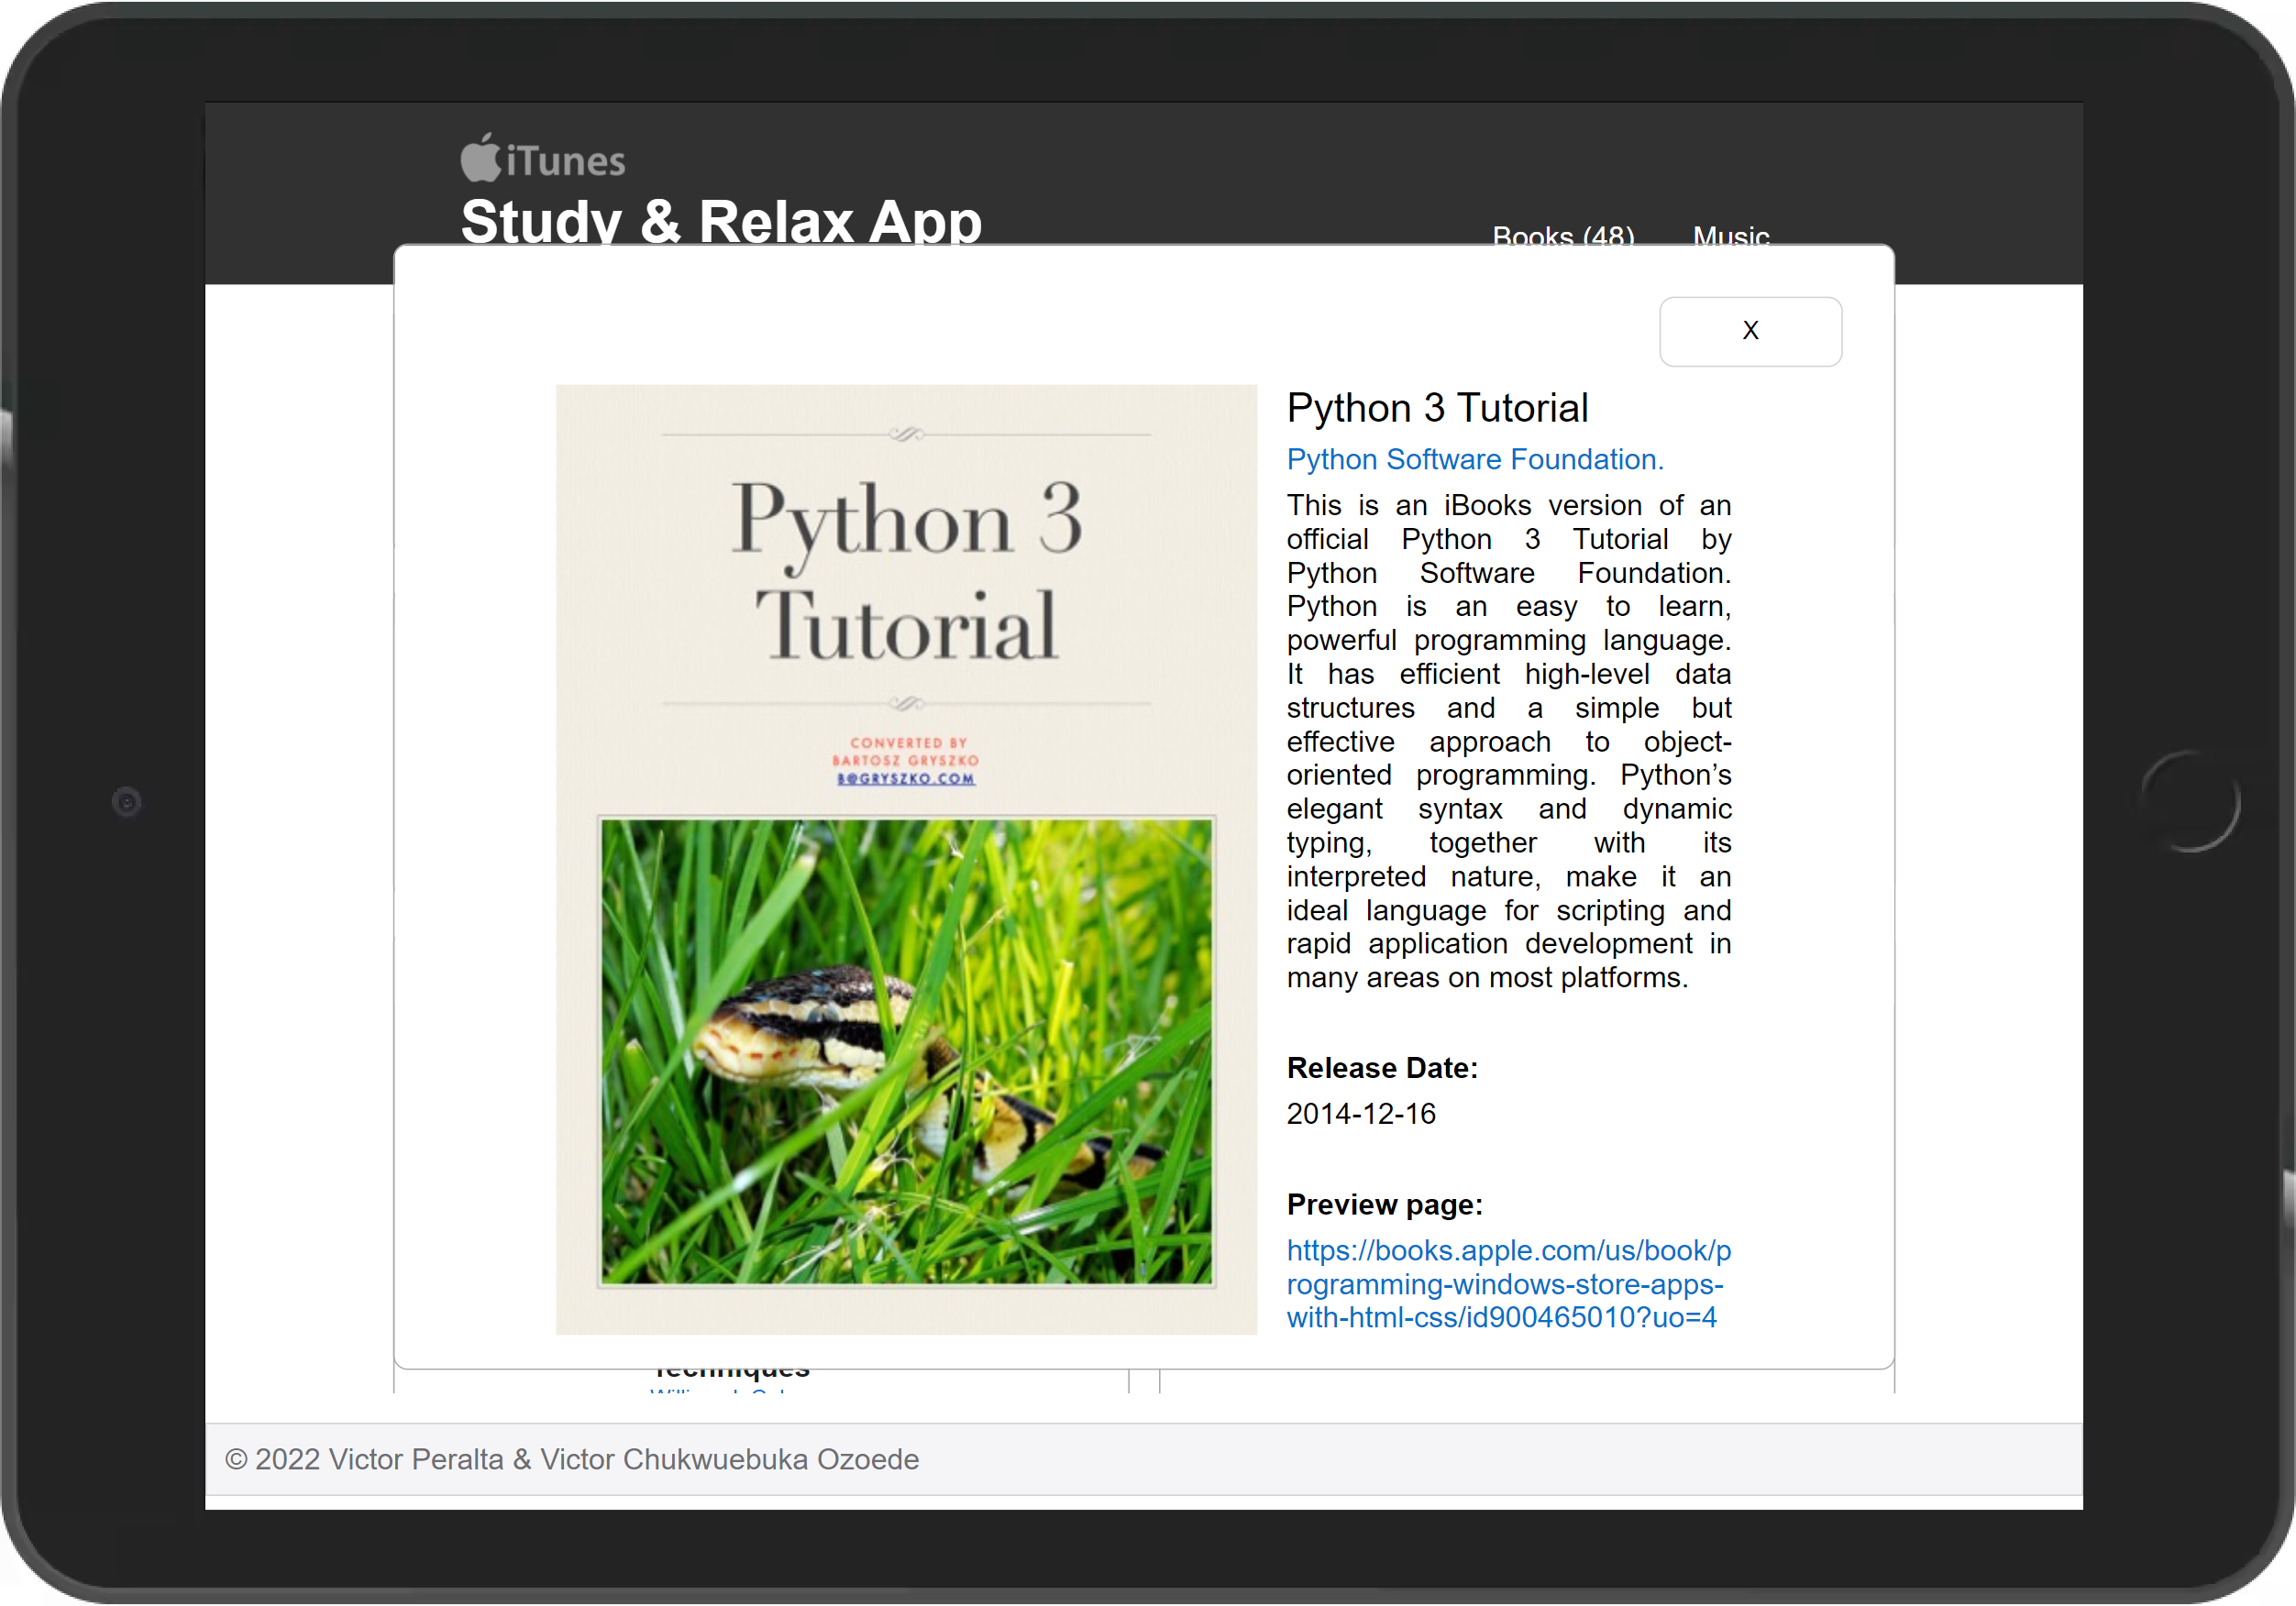 iTunes
Study & Relax App
Books (48) Music
X
Python 3
Tutorial
CONVERTED BY
BARTOSZ GRYSZKO
B@GRYSZKO.COM
Python 3 Tutorial
Python Software Foundation.
This is an iBooks version of an
official Python 3 Tutorial by
Python Software Foundation.
Python is an easy to learn,
powerful programming language.
It has efficient high-level data
structures and a simple but
effective approach to object-
oriented programming. Python’s
elegant syntax and dynamic
typing, together with its
interpreted nature, make it an
ideal language for scripting and
rapid application development in
many areas on most platforms.
Release Date:
2014-12-16
Preview page:
https://books.apple.com/us/book/p
rogramming-windows-store-apps-
with-html-css/id900465010?uo=4
Techniques
© 2022 Victor Peralta & Victor Chukwuebuka Ozoede